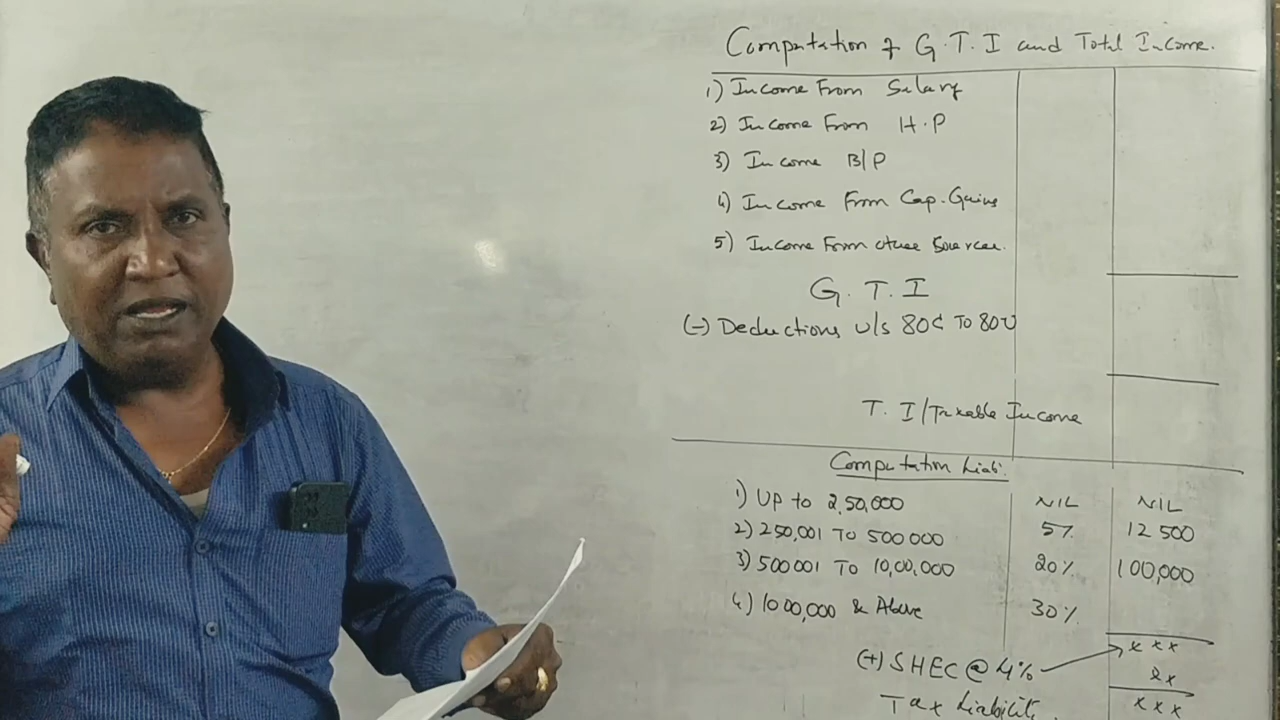 Computation of G.T.I and Total Income.
1) Income From Salary
2) Income From H.P
3) Income B/P
4) Income From Cap. Gains
5) Income From other Sources.
G.T.I
(-) Deductions u/s 80C To 80U
T.I/Taxable Income
Computation Liabi.
1) Up to 2,50,000 NIL NIL
2) 250,001 To 500000 5% 12500
3) 500001 To 10,00,000 20% 100,000
4) 1000,000 & Above 30%
xxx
(+) SHEC @ 4% xx
Tax Liability xxx